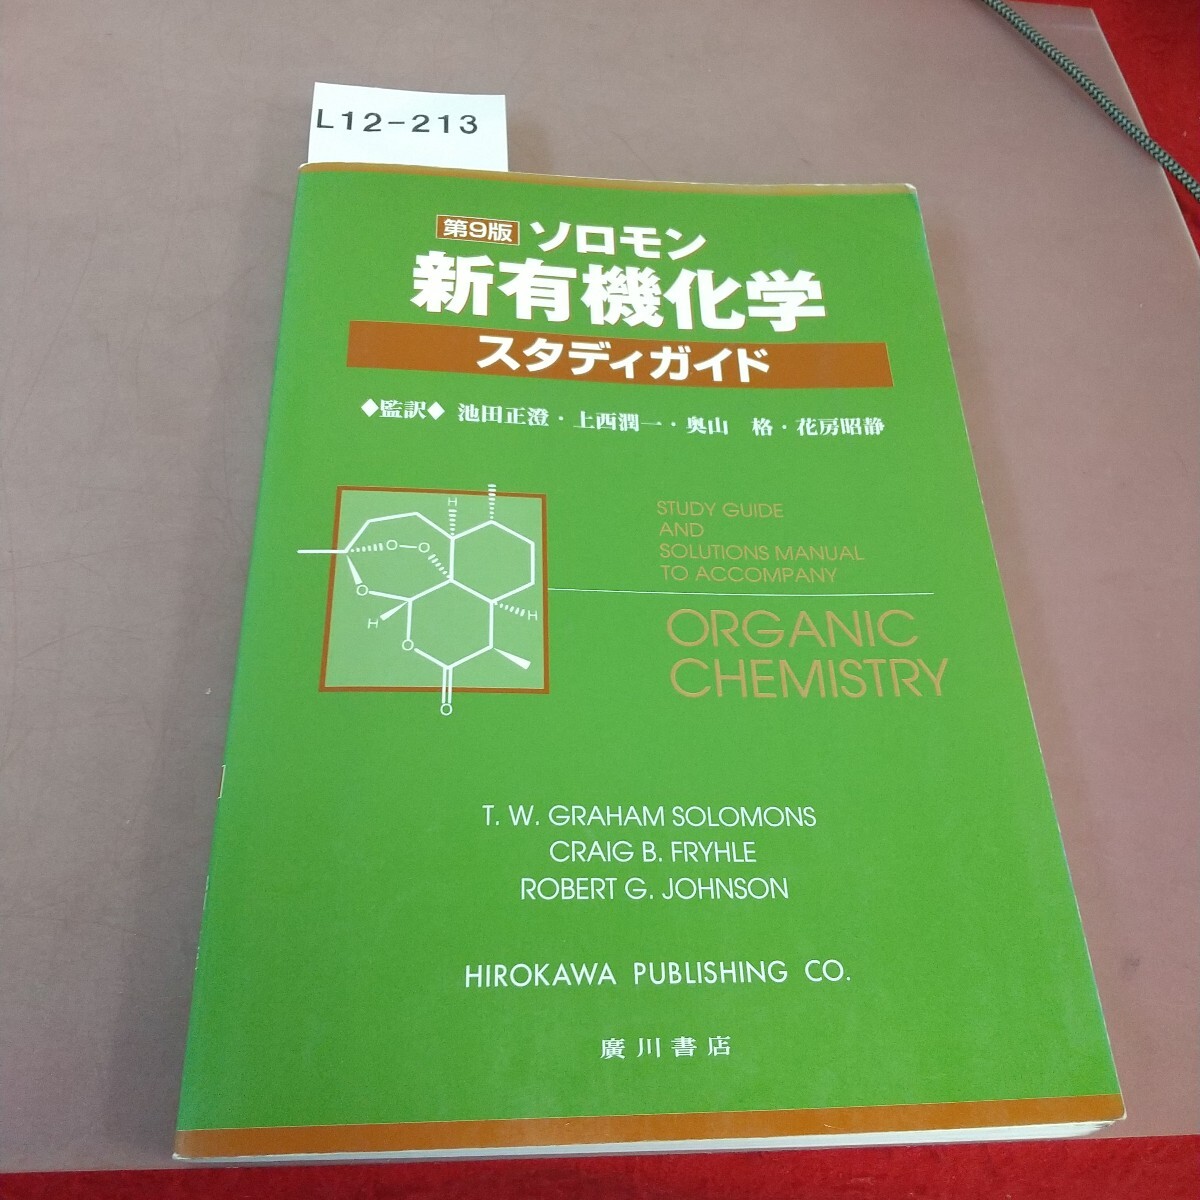 L12-213
第9版 ソロモン
新有機化学
スタディガイド
◆監訳◆ 池田正澄・上西潤一・奥山 格・花房昭静
STUDY GUIDE
AND
SOLUTIONS MANUAL
TO ACCOMPANY
ORGANIC
CHEMISTRY
H
O
O
O
H
H
O
O
T. W. GRAHAM SOLOMONS
CRAIG B. FRYHLE
ROBERT G. JOHNSON
HIROKAWA PUBLISHING CO.
廣川書店